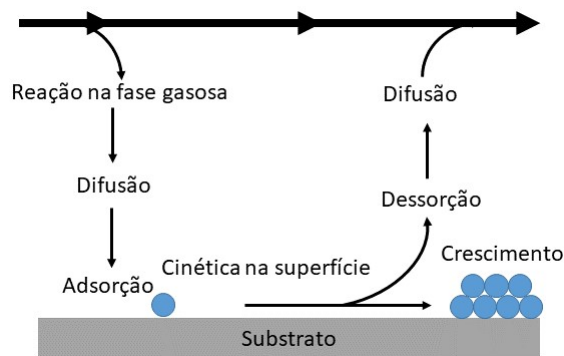 Reação na fase gasosa
Difusão
Adsorção
Cinética na superfície
Difusão
Dessorção
Crescimento
Substrato